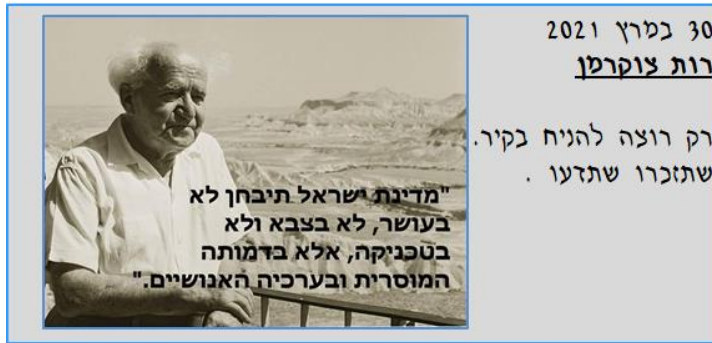 30 במרץ 2021
רות צוקרמן
רק רוצה להניח בקיר.
שתזכרו שתדעו .
"מדינת ישראל תיבחן לא
בעושר, לא בצבא ולא
בטכניקה, אלא בדמותה
המוסרית ובערכיה האנושיים."